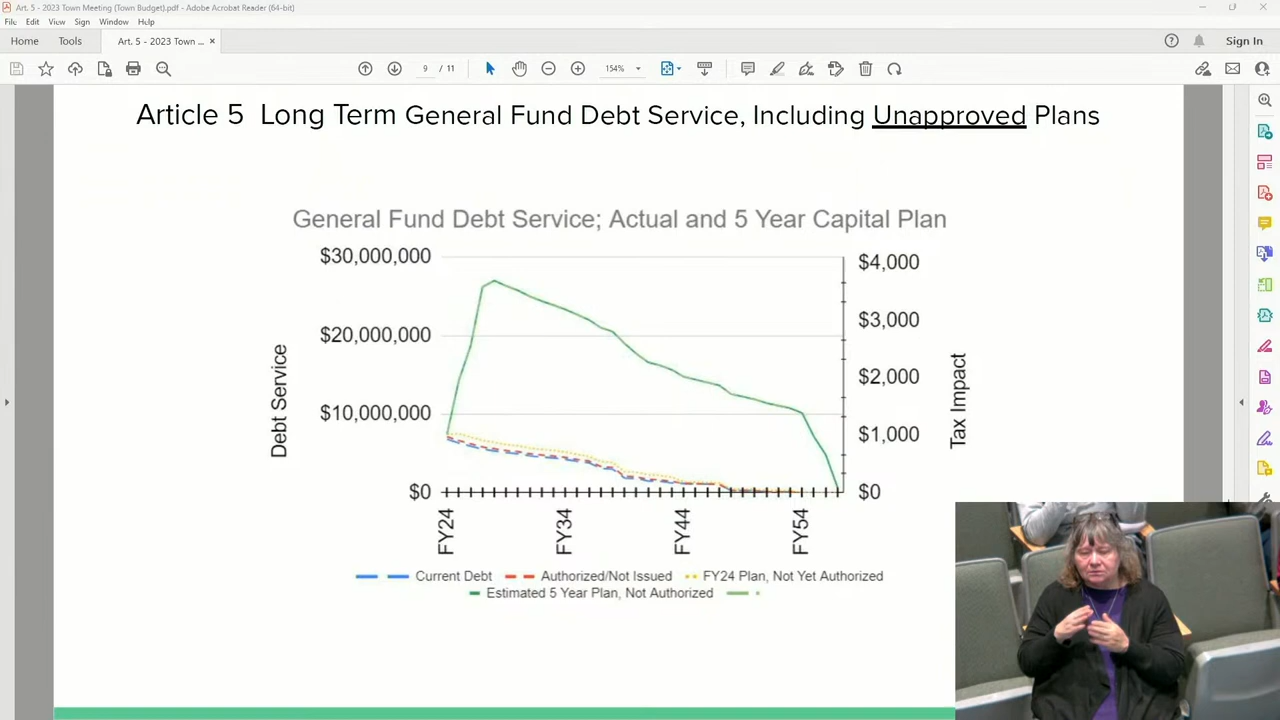 Art. 5 - 2023 Town Meeting (Town Budget).pdf - Adobe Acrobat Reader (64-bit)
File Edit View Sign Window Help
Home Tools Art. 5 - 2023 Town ... × Sign In
9 / 11 154%
Article 5 Long Term General Fund Debt Service, Including Unapproved Plans
General Fund Debt Service; Actual and 5 Year Capital Plan
$30,000,000
$20,000,000
$10,000,000
$0
Debt Service
$4,000
$3,000
$2,000
$1,000
$0
Tax Impact
FY24 FY34 FY44 FY54
Current Debt Authorized/Not Issued FY24 Plan, Not Yet Authorized
Estimated 5 Year Plan, Not Authorized